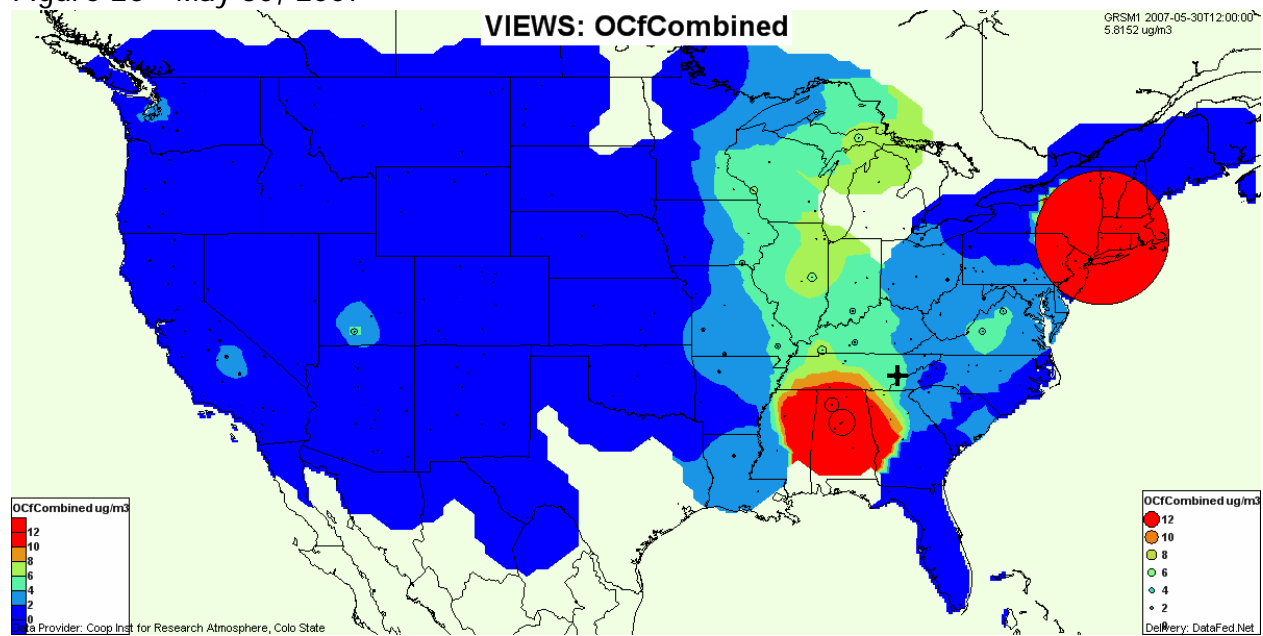 VIEWS: OCfCombined
GRSM1 2007-05-30T12:00:00
5.8152 ug/m3
OCfCombined ug/m3
12
10
8
6
4
2
0
Data Provider: Coop Inst for Research Atmosphere, Colo State
OCfCombined ug/m3
12
10
8
6
4
2
Delivery: DataFed.Net